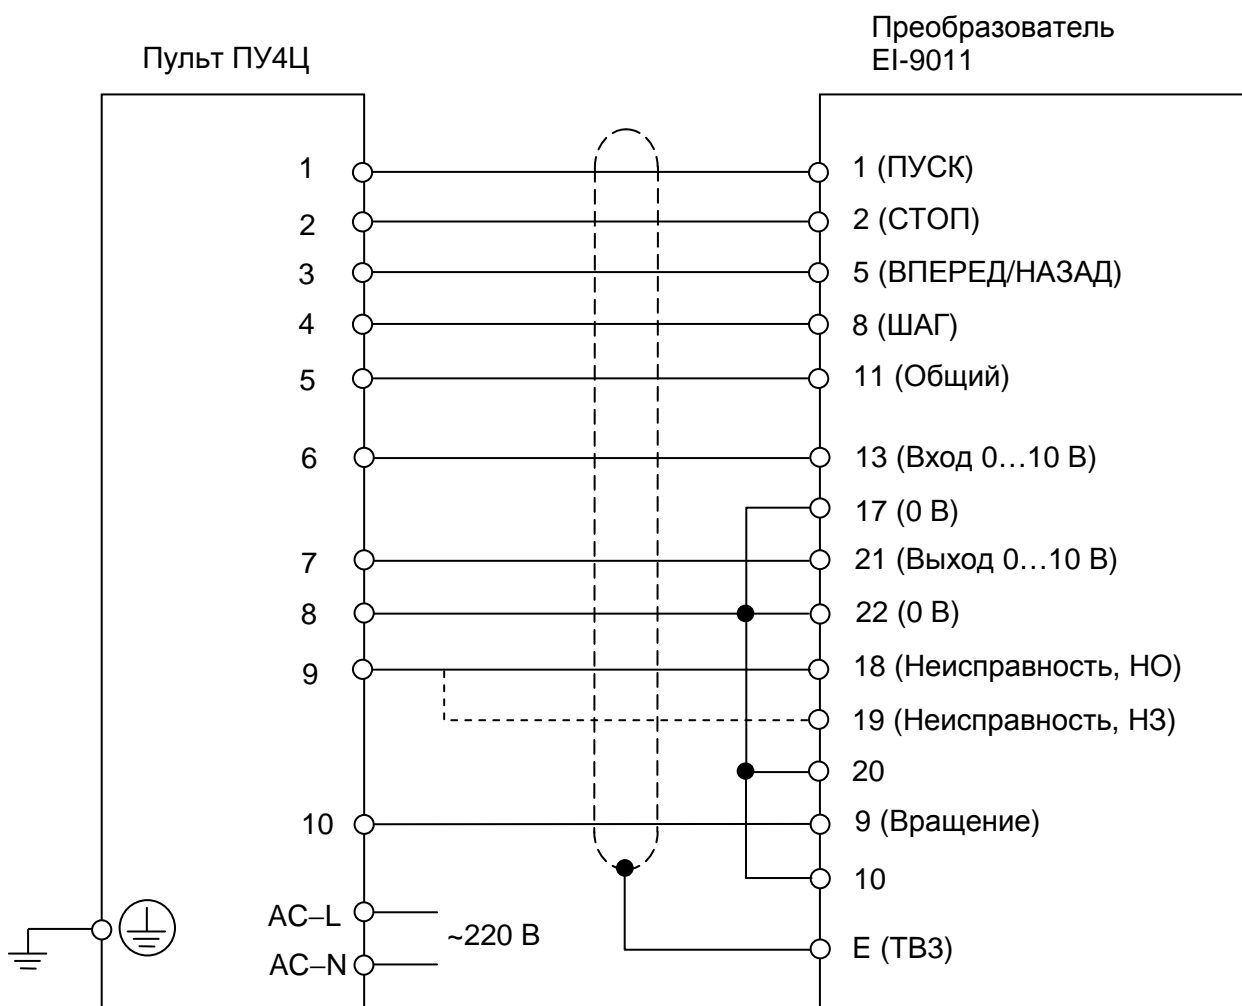 Пульт ПУ4Ц
Преобразователь
EI-9011
1
1 (ПУСК)
2
2 (СТОП)
3
5 (ВПЕРЕД/НАЗАД)
4
8 (ШАГ)
5
11 (Общий)
6
13 (Вход 0…10 В)
17 (0 В)
7
21 (Выход 0…10 В)
8
22 (0 В)
9
18 (Неисправность, НО)
19 (Неисправность, НЗ)
20
10
9 (Вращение)
10
AC–L
~220 В
AC–N
E (ТВ3)